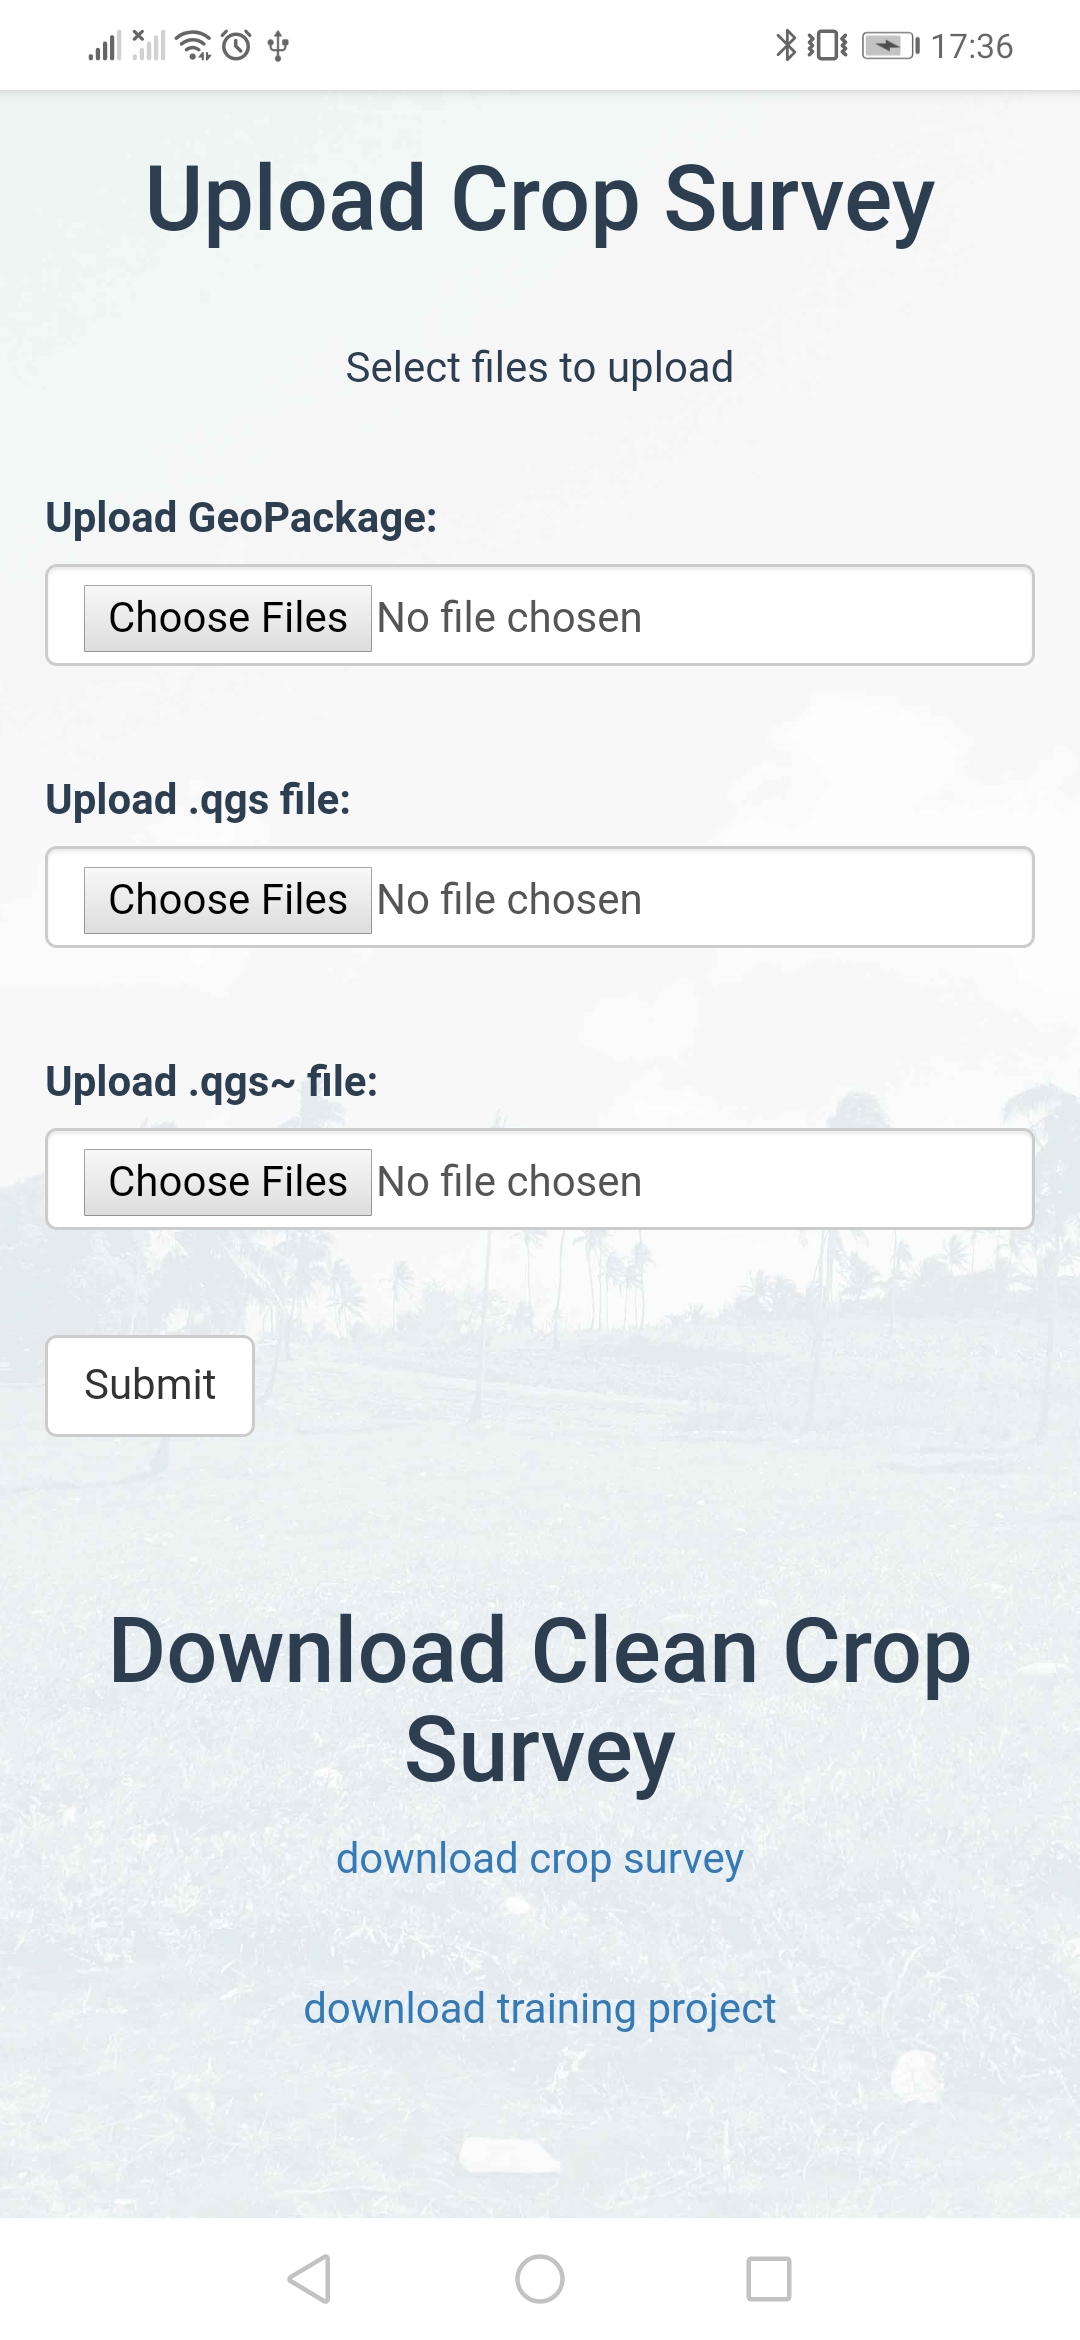 17:36
Upload Crop Survey
Select files to upload
Upload GeoPackage:
Choose Files No file chosen
Upload .qgs file:
Choose Files No file chosen
Upload .qgs~ file:
Choose Files No file chosen
Submit
Download Clean Crop
Survey
download crop survey
download training project